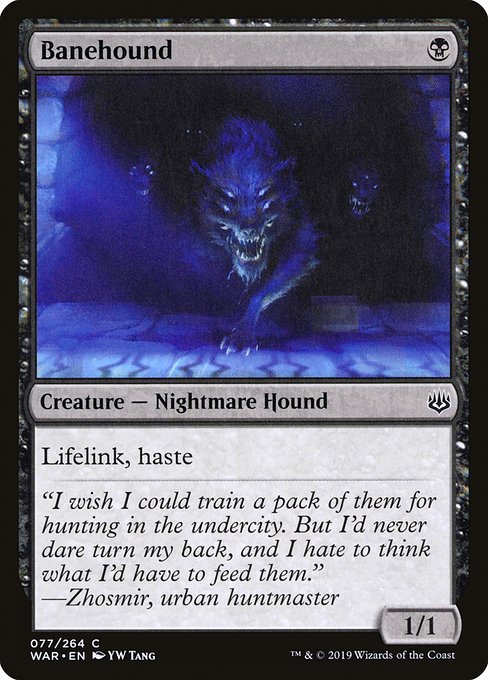 Banehound
Creature — Nightmare Hound
Lifelink, haste
“I wish I could train a pack of them for
hunting in the undercity. But I’d never
dare turn my back, and I hate to think
what I’d have to feed them.”
—Zhosmir, urban huntmaster
1/1
077/264 C
WAR • EN YW Tang
™ & © 2019 Wizards of the Coast